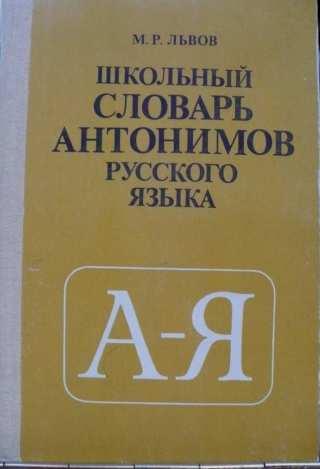 М. Р. ЛЬВОВ
ШКОЛЬНЫЙ
СЛОВАРЬ
АНТОНИМОВ
РУССКОГО
ЯЗЫКА
А-Я